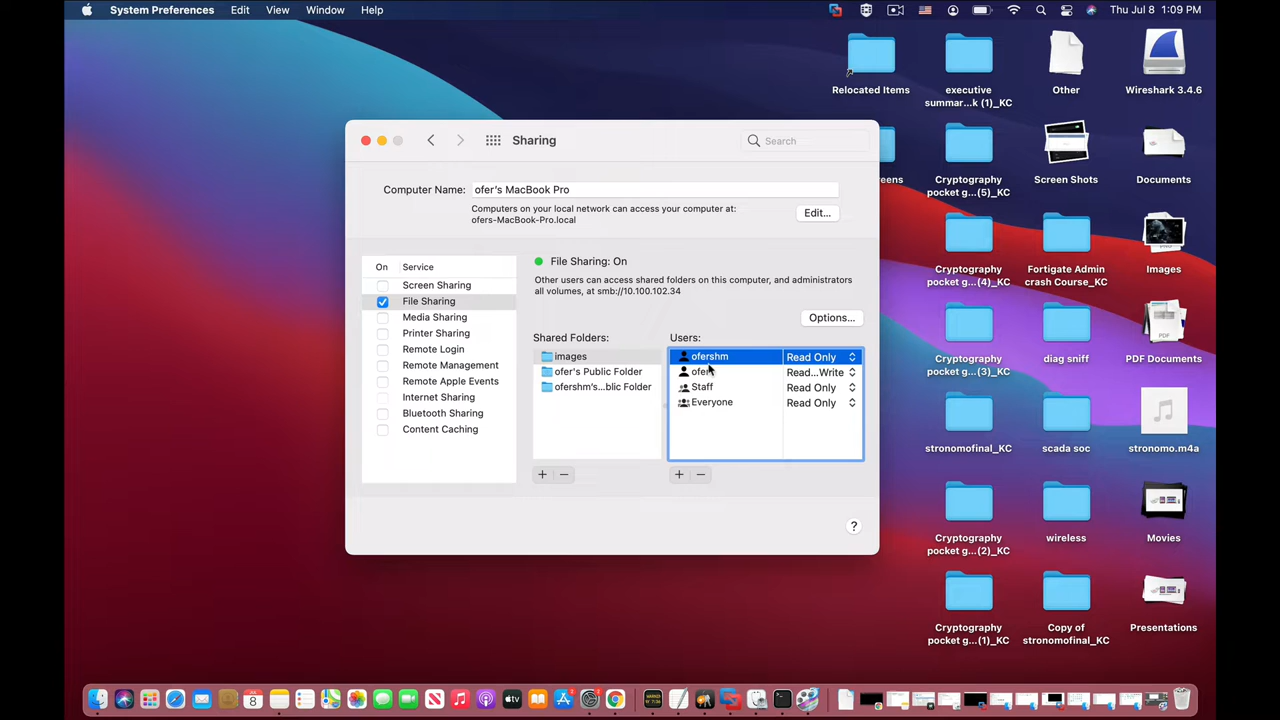 System Preferences Edit View Window Help
Thu Jul 8 1:09 PM
Sharing
Search
Computer Name: ofer's MacBook Pro
Computers on your local network can access your computer at:
ofers-MacBook-Pro.local
Edit...
On Service
Screen Sharing
File Sharing
Media Sharing
Printer Sharing
Remote Login
Remote Management
Remote Apple Events
Internet Sharing
Bluetooth Sharing
Content Caching
File Sharing: On
Other users can access shared folders on this computer, and administrators
all volumes, at smb://10.100.102.34
Options...
Shared Folders:
images
ofer's Public Folder
ofershm's...blic Folder
Users:
ofershm Read Only
ofer Read...Write
Staff Read Only
Everyone Read Only
+ −
+ −
?
Relocated Items
executive
summar...k (1)_KC
Other
Wireshark 3.4.6
eens
Cryptography
pocket g...(5)_KC
Screen Shots
Documents
Cryptography
pocket g...(4)_KC
Fortigate Admin
crash Course_KC
Images
Cryptography
pocket g...(3)_KC
diag sniff
PDF Documents
stronomofinal_KC
scada soc
stronomo.m4a
Cryptography
pocket g...(2)_KC
wireless
Movies
Cryptography
pocket g...(1)_KC
Copy of
stronomofinal_KC
Presentations